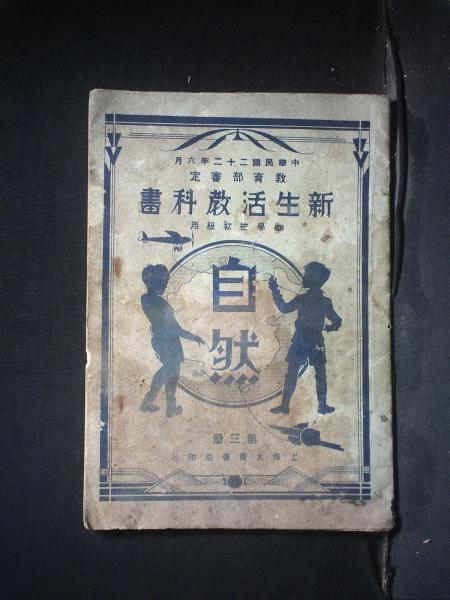 中華民國二十二年六月
教育部審定
新生活教科書
小學校初級用
自然
第三冊
上海大東書局印行